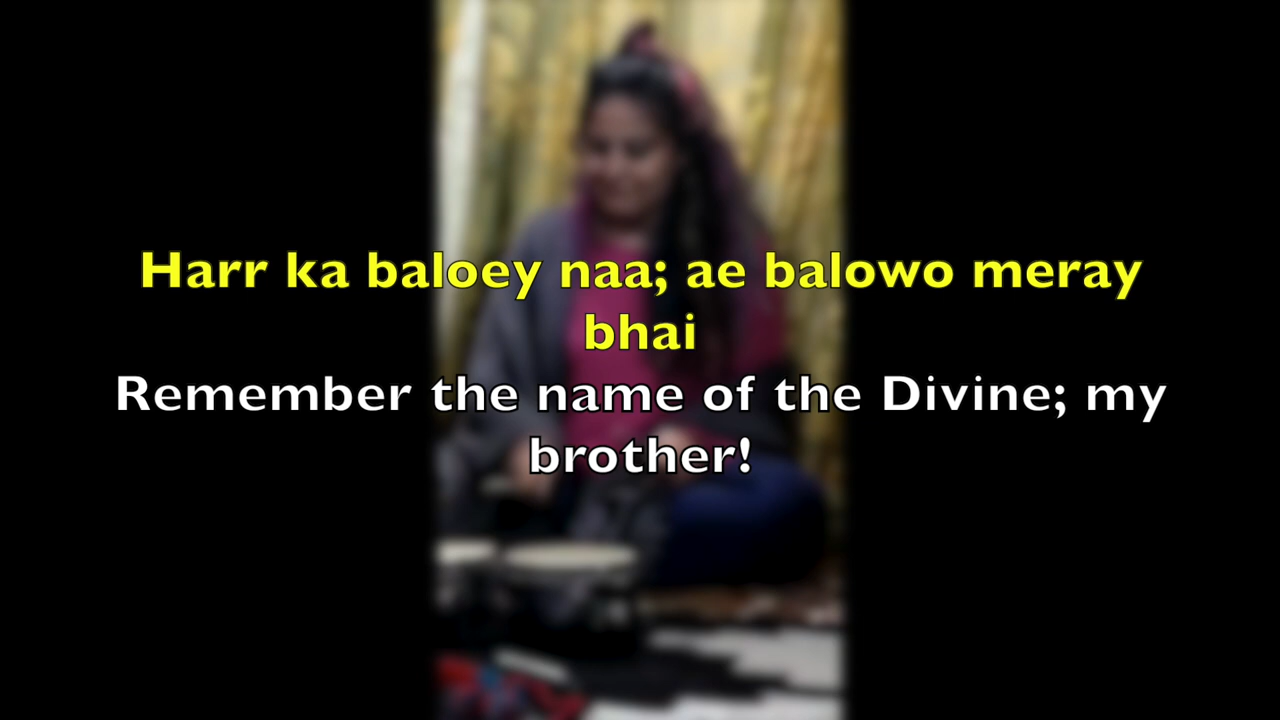 Harr ka baloey naa; ae balowo meray
bhai
Remember the name of the Divine; my
brother!